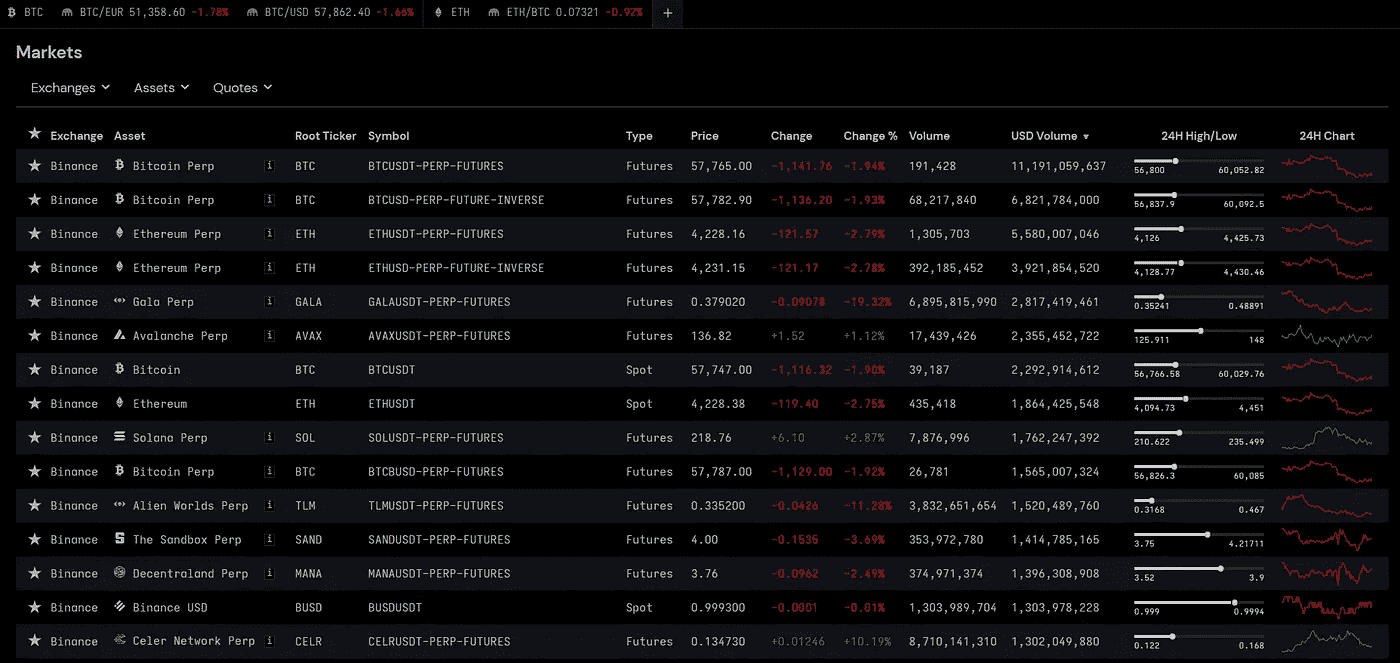 BTC BTC/EUR 51,358.60 -1.78% BTC/USD 57,862.40 -1.66% ETH ETH/BTC 0.07321 -0.92% +
Markets
Exchanges Assets Quotes
Exchange Asset Root Ticker Symbol Type Price Change Change % Volume USD Volume 24H High/Low 24H Chart
Binance Bitcoin Perp i BTC BTCUSDT-PERP-FUTURES Futures 57,765.00 -1,141.76 -1.94% 191,428 11,191,059,637 56,800 60,052.82
Binance Bitcoin Perp i BTC BTCUSD-PERP-FUTURE-INVERSE Futures 57,782.90 -1,136.20 -1.93% 68,217,840 6,821,784,000 56,837.9 60,092.5
Binance Ethereum Perp i ETH ETHUSDT-PERP-FUTURES Futures 4,228.16 -121.57 -2.79% 1,305,703 5,580,007,046 4,126 4,425.73
Binance Ethereum Perp i ETH ETHUSD-PERP-FUTURE-INVERSE Futures 4,231.15 -121.17 -2.78% 392,185,452 3,921,854,520 4,128.77 4,430.46
Binance Gala Perp i GALA GALAUSDT-PERP-FUTURES Futures 0.379020 -0.09078 -19.32% 6,895,815,990 2,817,419,461 0.35241 0.48891
Binance Avalanche Perp i AVAX AVAXUSDT-PERP-FUTURES Futures 136.82 +1.52 +1.12% 17,439,426 2,355,452,722 125.911 148
Binance Bitcoin BTC BTCUSDT Spot 57,747.00 -1,116.32 -1.90% 39,187 2,292,914,612 56,766.58 60,029.76
Binance Ethereum ETH ETHUSDT Spot 4,228.38 -119.40 -2.75% 435,418 1,864,425,548 4,094.73 4,451
Binance Solana Perp i SOL SOLUSDT-PERP-FUTURES Futures 218.76 +6.10 +2.87% 7,876,996 1,762,247,392 210.622 235.499
Binance Bitcoin Perp i BTC BTCBUSD-PERP-FUTURES Futures 57,787.00 -1,129.00 -1.92% 26,781 1,565,007,324 56,826.3 60,085
Binance Alien Worlds Perp i TLM TLMUSDT-PERP-FUTURES Futures 0.335200 -0.0426 -11.28% 3,832,651,654 1,520,489,760 0.3168 0.467
Binance The Sandbox Perp i SAND SANDUSDT-PERP-FUTURES Futures 4.00 -0.1535 -3.69% 353,972,780 1,414,785,165 3.75 4.21711
Binance Decentraland Perp i MANA MANAUSDT-PERP-FUTURES Futures 3.76 -0.0962 -2.49% 374,971,374 1,396,308,908 3.52 3.9
Binance Binance USD BUSD BUSDUSDT Spot 0.999300 -0.0001 -0.01% 1,303,989,704 1,303,978,228 0.999 0.9994
Binance Celer Network Perp i CELR CELRUSDT-PERP-FUTURES Futures 0.134730 +0.01246 +10.19% 8,710,141,310 1,302,049,880 0.122 0.168